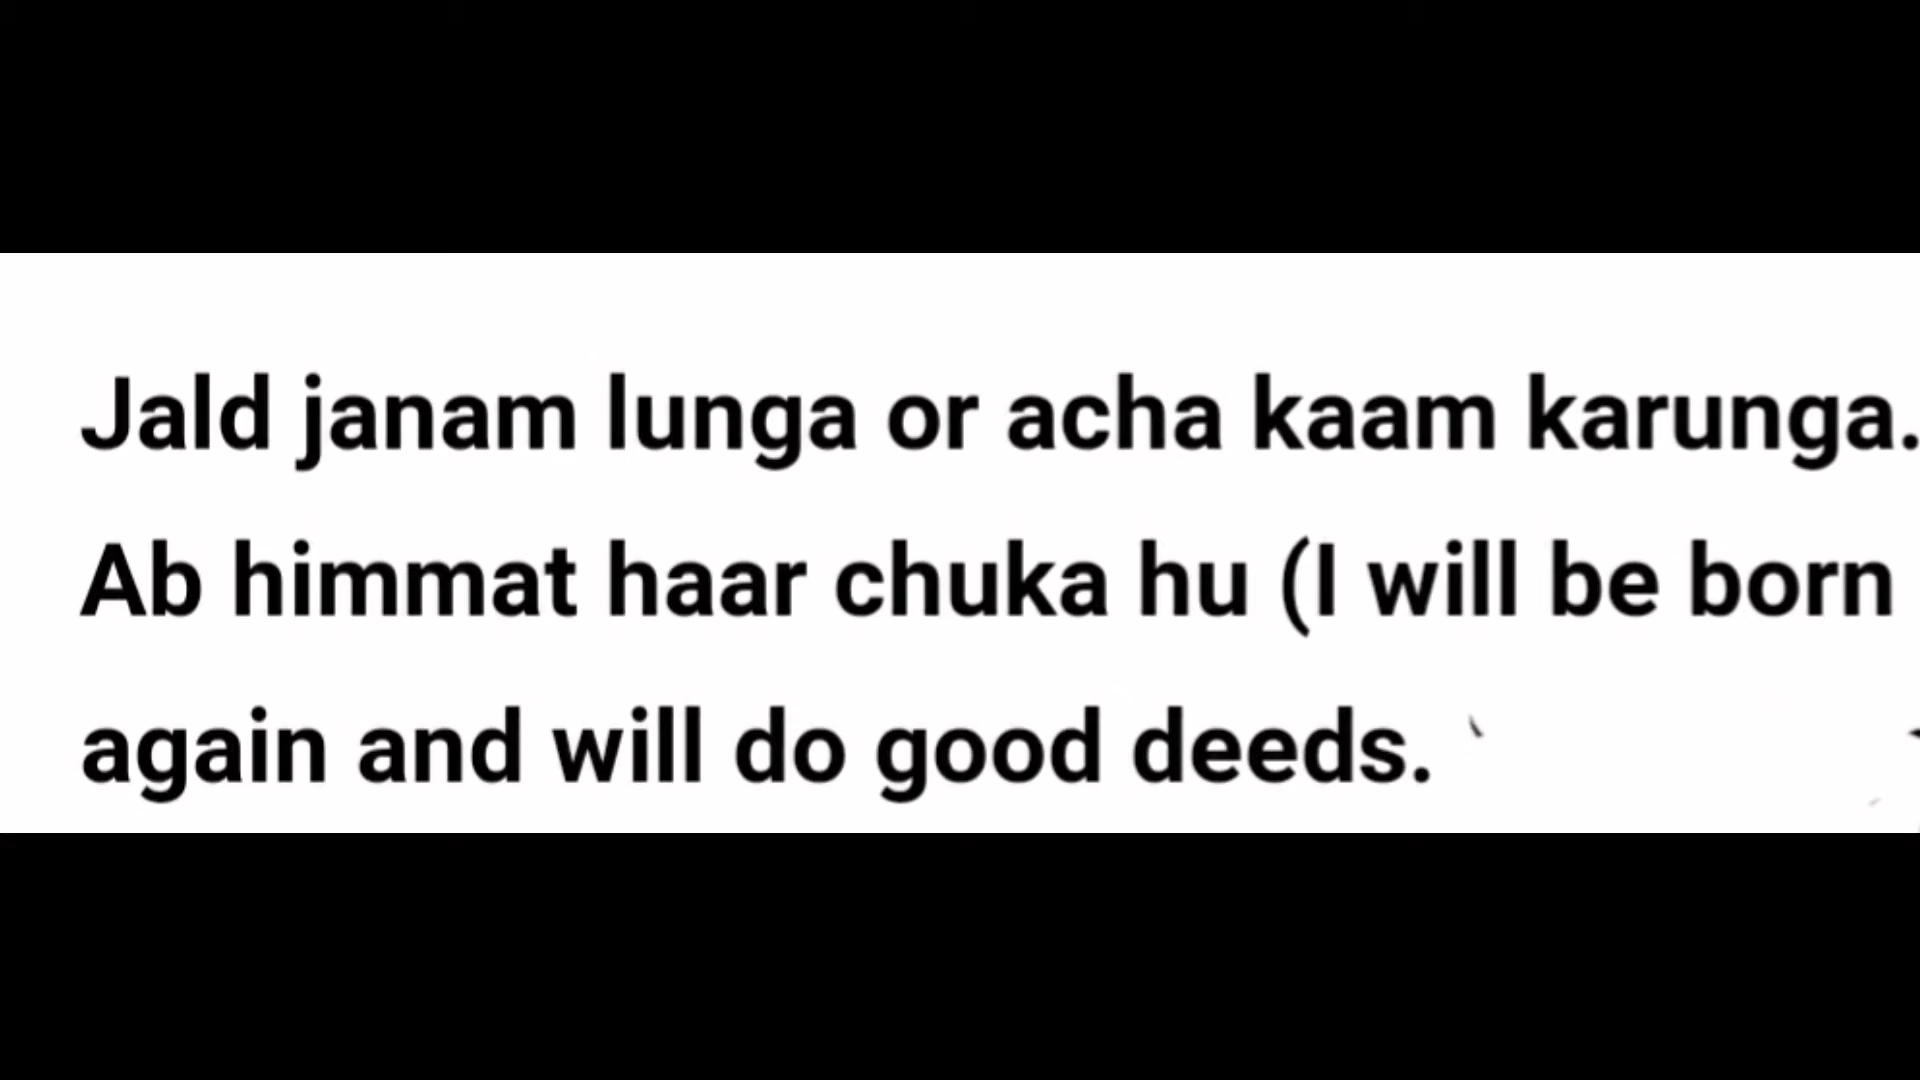 Jald janam lunga or acha kaam karunga.
Ab himmat haar chuka hu (I will be born
again and will do good deeds.